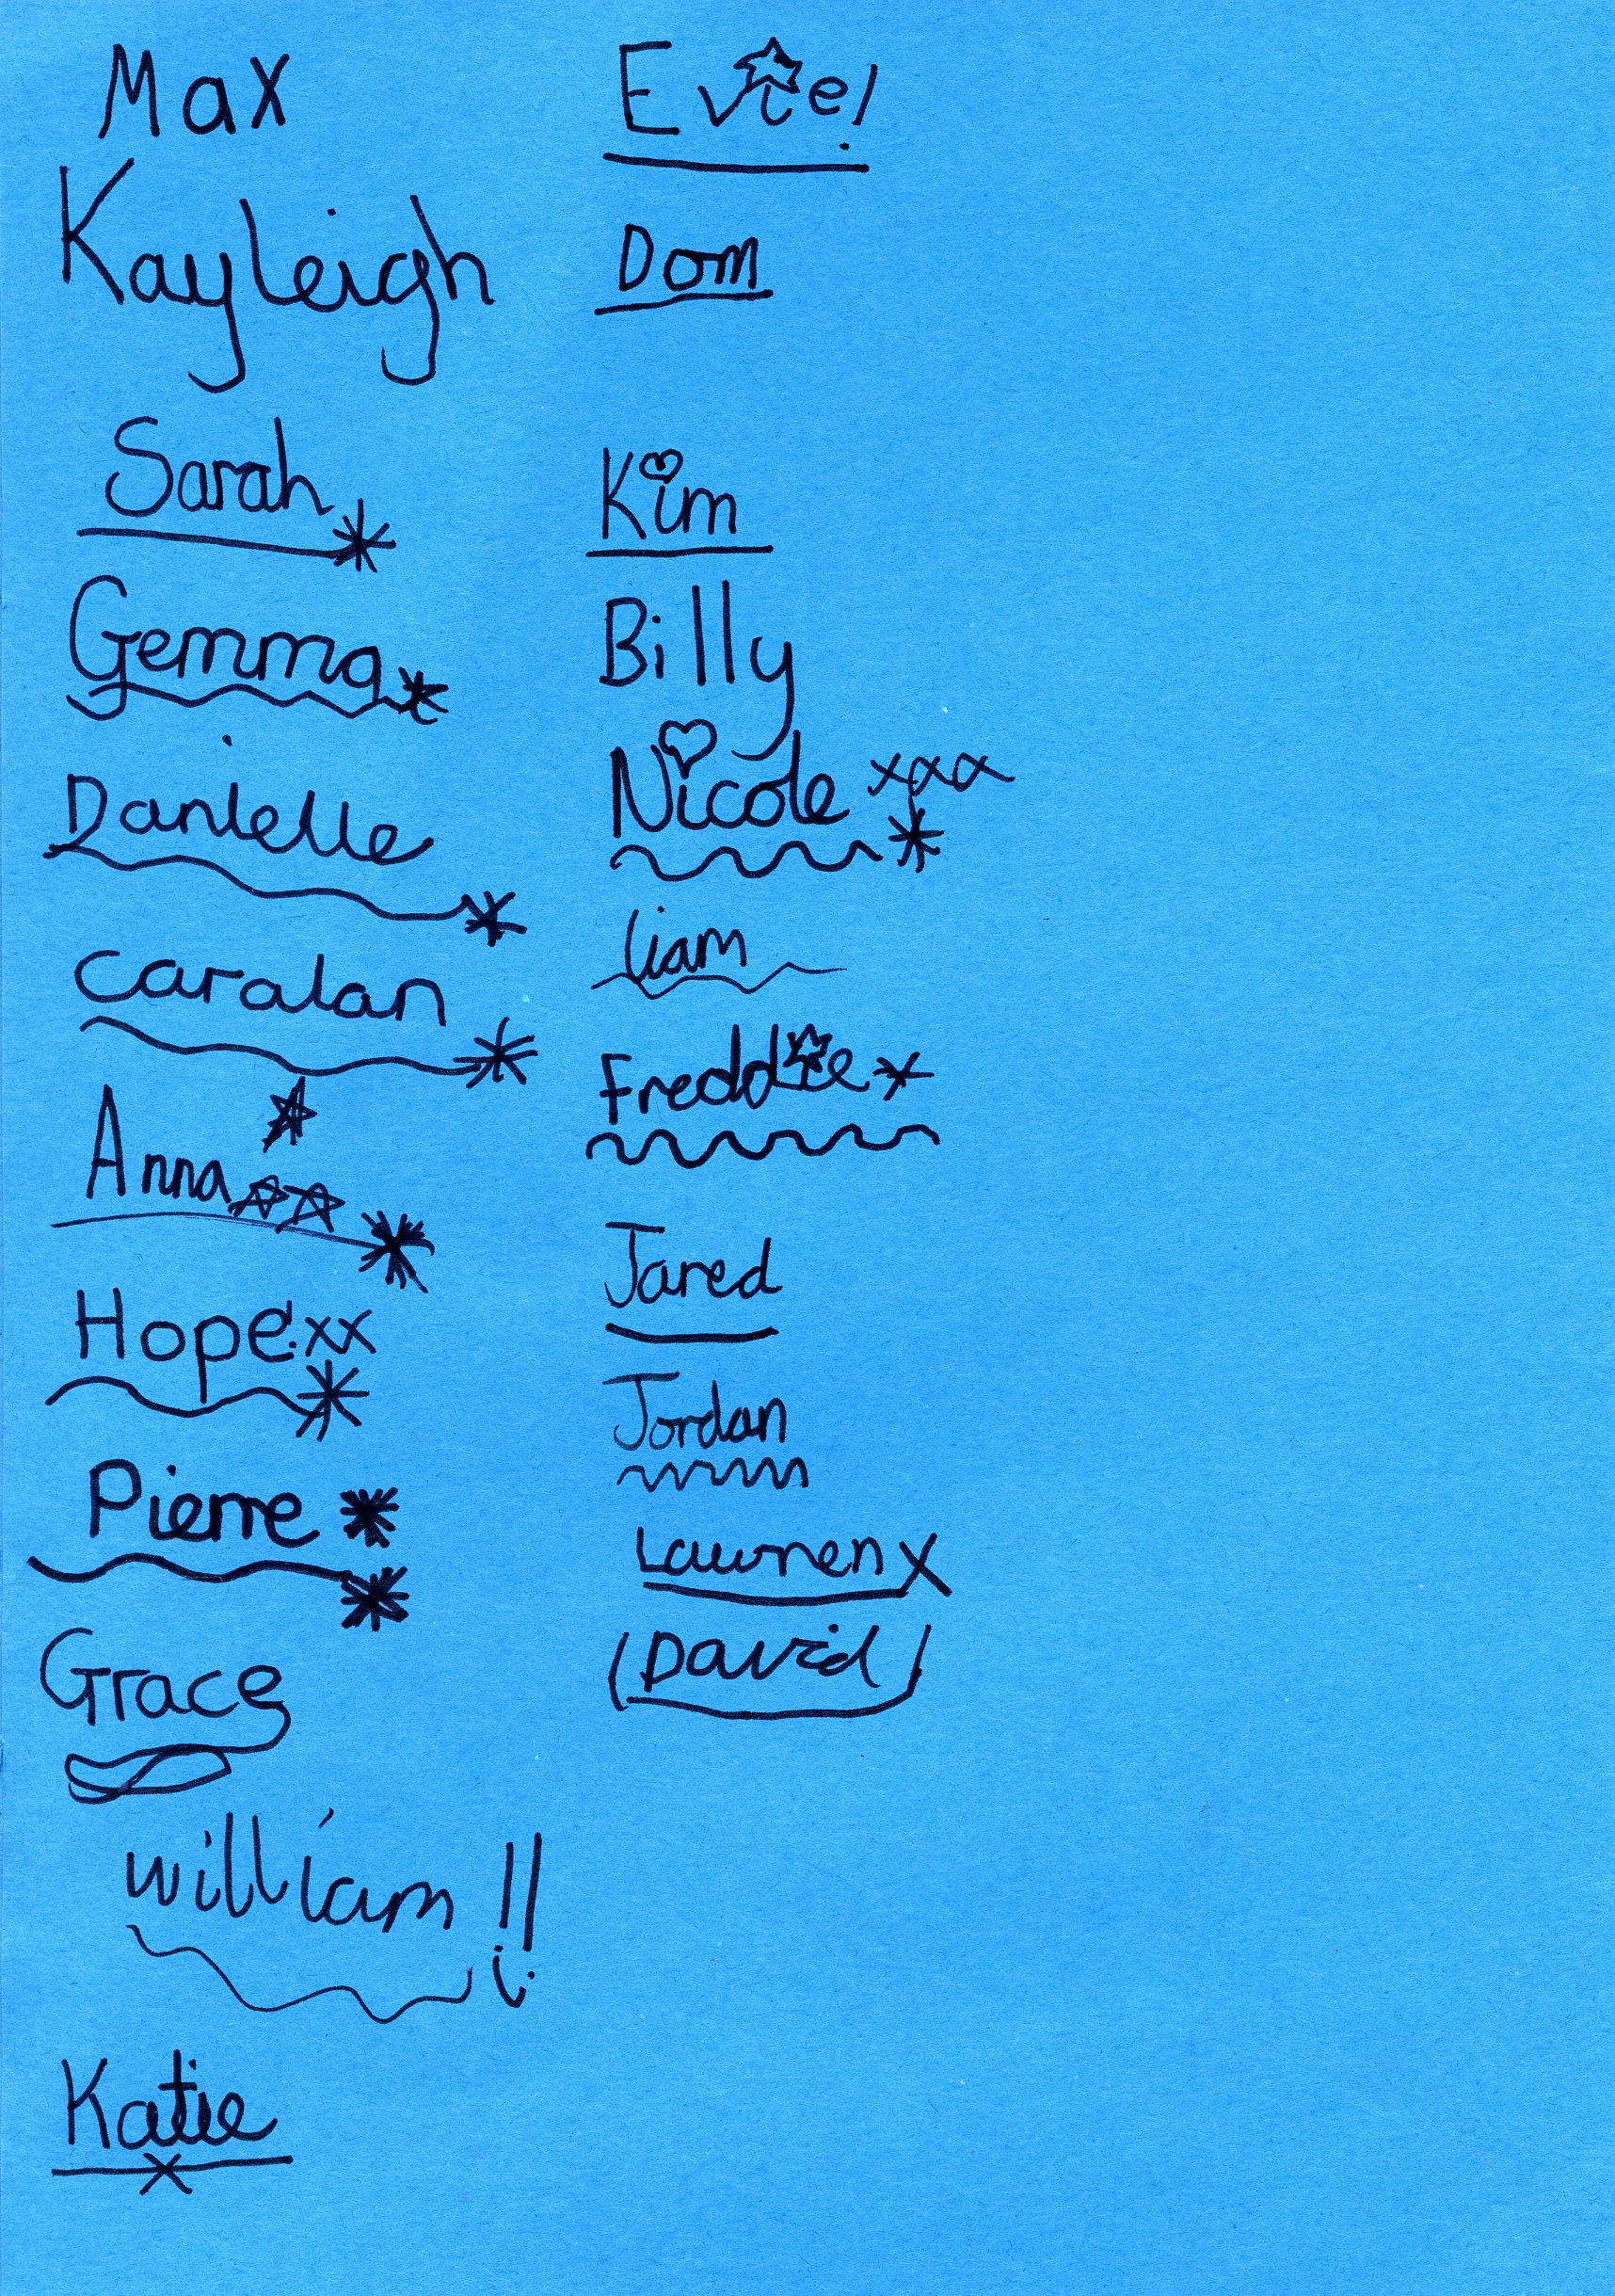 Max
Kayleigh
Sarah
Gemma
Danielle
Caralan
Anna
Hope! xx
Pierre
Grace
William !!
Katie
x
Evie!
Dom
Kim
Billy
Nicole xxx
Liam
Freddie x
Jared
Jordan
Lauren x
(David)